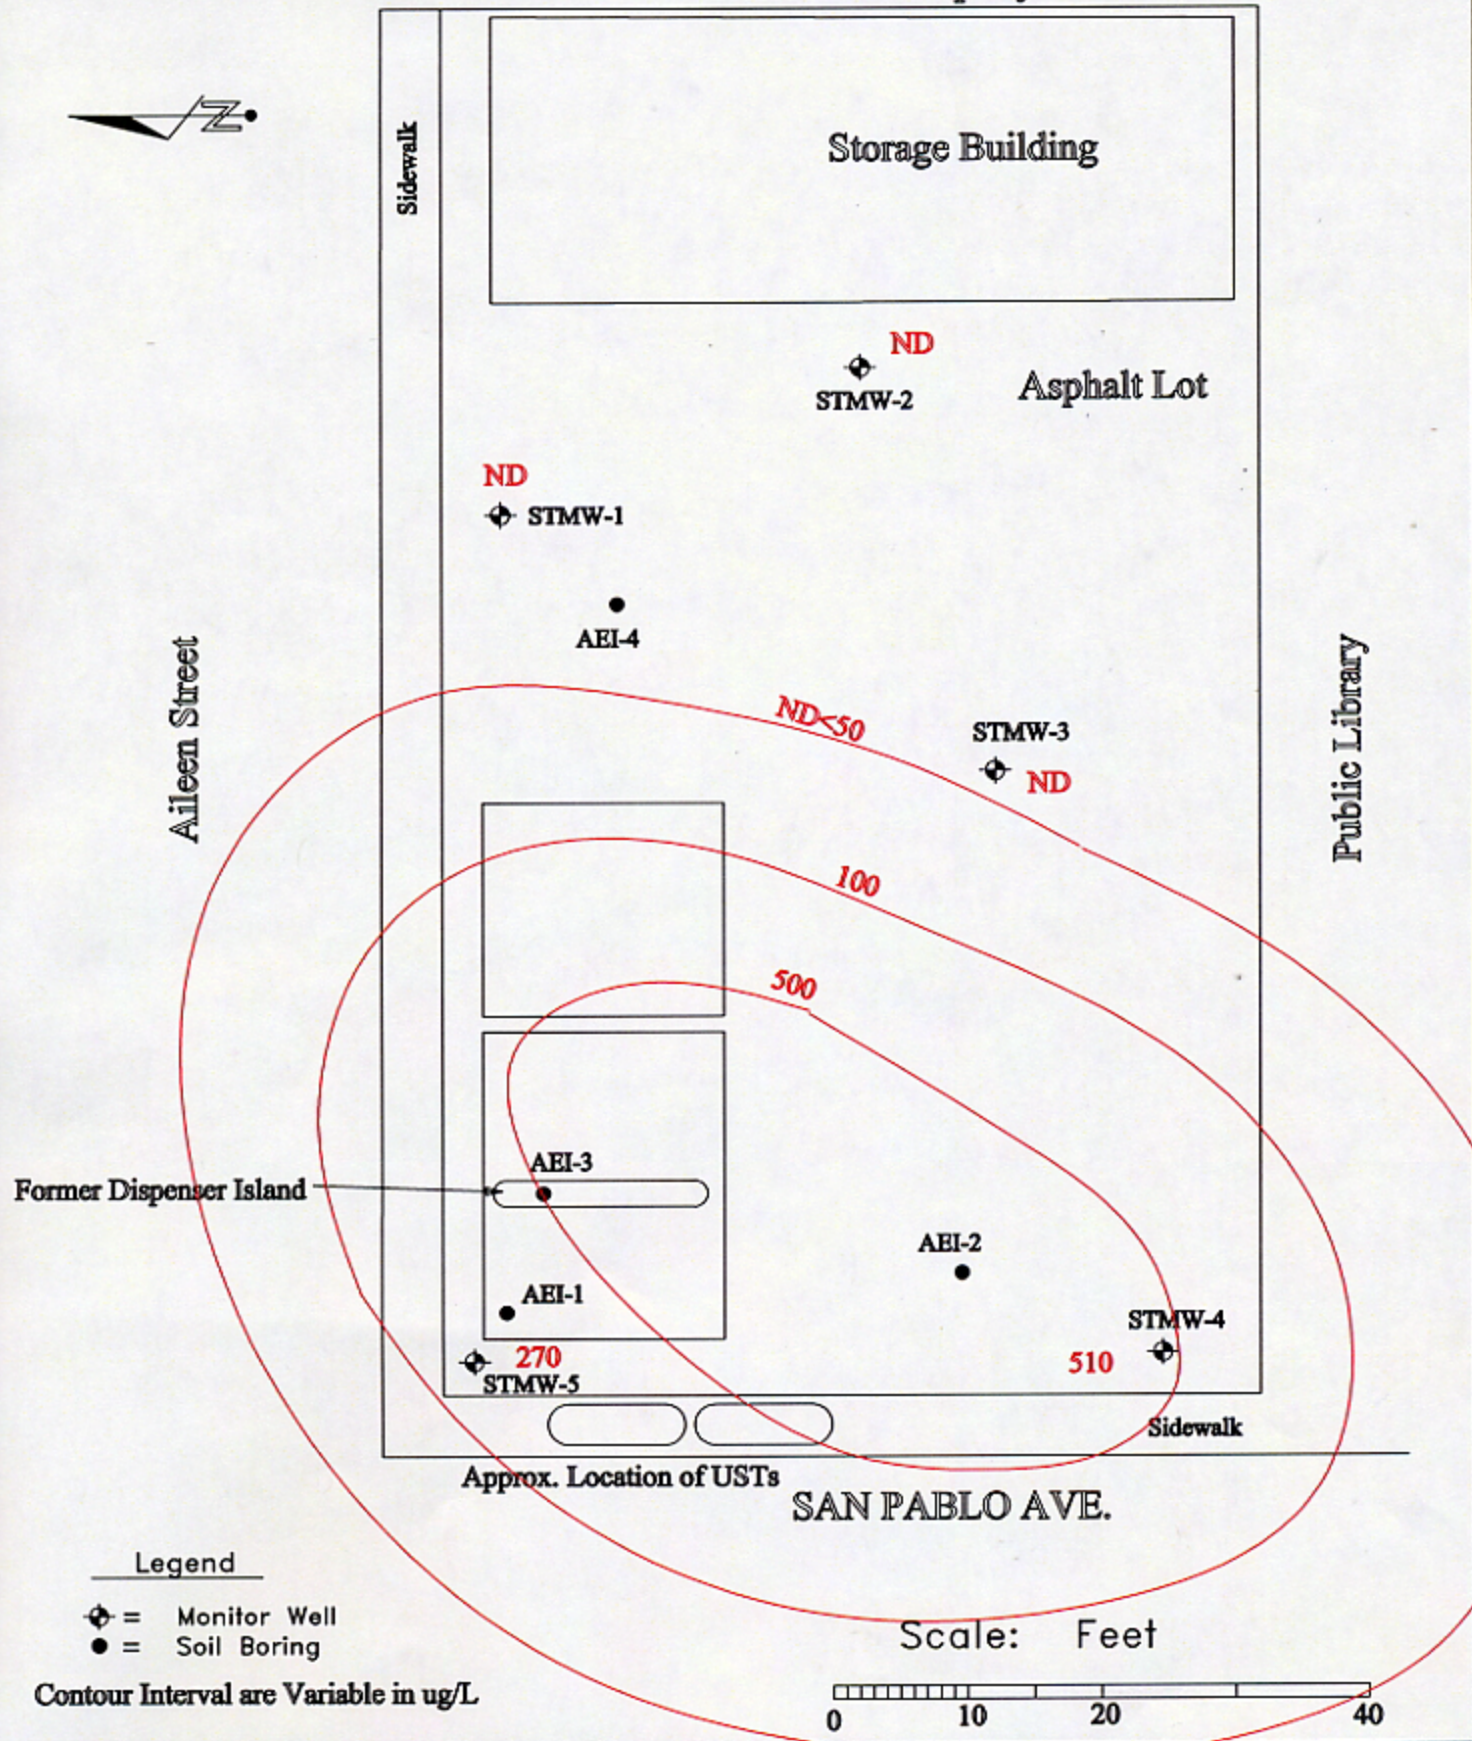 Sidewalk
Z
Storage Building
ND
STMW-2
Asphalt Lot
ND
STMW-1
AEI-4
Aileen Street
Public Library
ND<50
STMW-3
ND
100
500
AEI-3
Former Dispenser Island
AEI-2
AEI-1
STMW-4
270
510
STMW-5
Sidewalk
Approx. Location of USTs
SAN PABLO AVE.
Legend
= Monitor Well
= Soil Boring
Contour Interval are Variable in ug/L
Scale: Feet
0 10 20 40